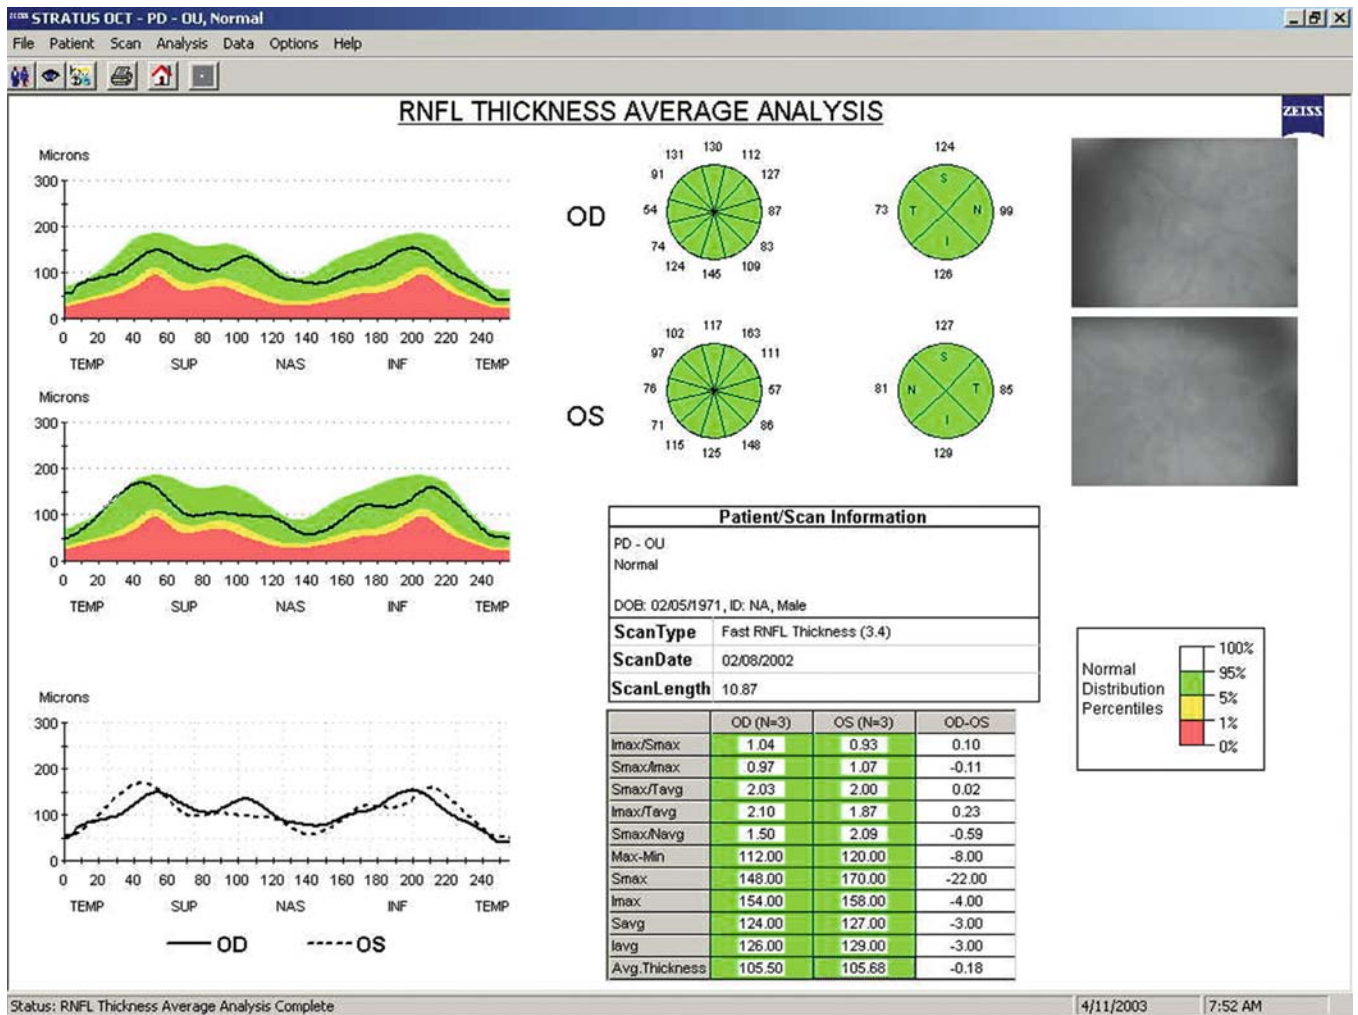 ZEISS STRATUS OCT - PD - OU, Normal
File Patient Scan Analysis Data Options Help
RNFL THICKNESS AVERAGE ANALYSIS
ZEISS
Microns
300
200
100
0
0 20 40 60 80 100 120 140 160 180 200 220 240
TEMP SUP NAS INF TEMP
OD
131 130 112
91 127
54 87
74 83
124 146 109
124
S
73 T N 99
I
126
Microns
300
200
100
0
0 20 40 60 80 100 120 140 160 180 200 220 240
TEMP SUP NAS INF TEMP
OS
102 117 163
97 111
76 57
71 86
115 125 148
127
S
81 N T 85
I
129
Patient/Scan Information
PD - OU
Normal
DOB: 02/05/1971, ID: NA, Male
ScanType Fast RNFL Thickness (3.4)
ScanDate 02/08/2002
ScanLength 10.87
Normal
Distribution
Percentiles
100%
95%
5%
1%
0%
Microns
300
200
100
0
0 20 40 60 80 100 120 140 160 180 200 220 240
TEMP SUP NAS INF TEMP
OD OS
OD (N=3) OS (N=3) OD-OS
Imax/Smax 1.04 0.93 0.10
Smax/Imax 0.97 1.07 -0.11
Smax/Tavg 2.03 2.00 0.02
Imax/Tavg 2.10 1.87 0.23
Smax/Navg 1.50 2.09 -0.59
Max-Min 112.00 120.00 -8.00
Smax 148.00 170.00 -22.00
Imax 154.00 158.00 -4.00
Savg 124.00 127.00 -3.00
Iavg 126.00 129.00 -3.00
Avg.Thickness 105.50 105.68 -0.18
Status: RNFL Thickness Average Analysis Complete
4/11/2003 7:52 AM